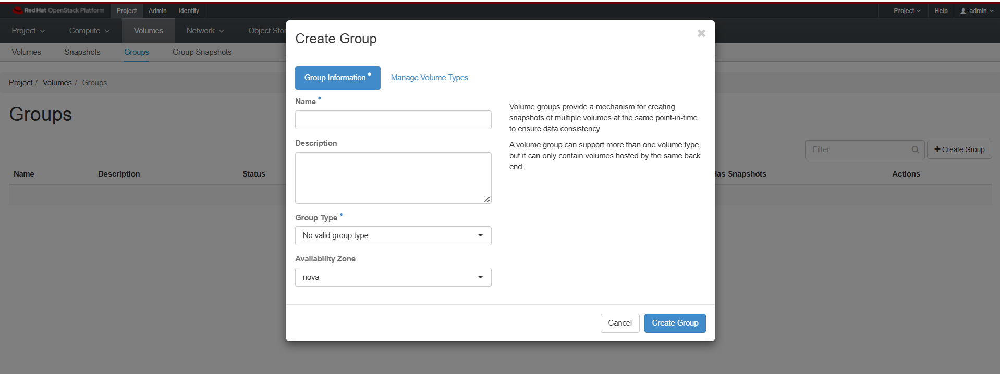 Red Hat OpenStack Platform Project Admin Identity Project Help admin
Project Compute Volumes Network Object Stor
Volumes Snapshots Groups Group Snapshots
Project / Volumes / Groups
Groups
Filter
Create Group
Name Description Status Has Snapshots Actions
Create Group
Group Information *
Manage Volume Types
Name *
Description
Group Type *
No valid group type
Availability Zone
nova
Volume groups provide a mechanism for creating
snapshots of multiple volumes at the same point-in-time
to ensure data consistency
A volume group can support more than one volume type,
but it can only contain volumes hosted by the same back
end.
Cancel
Create Group